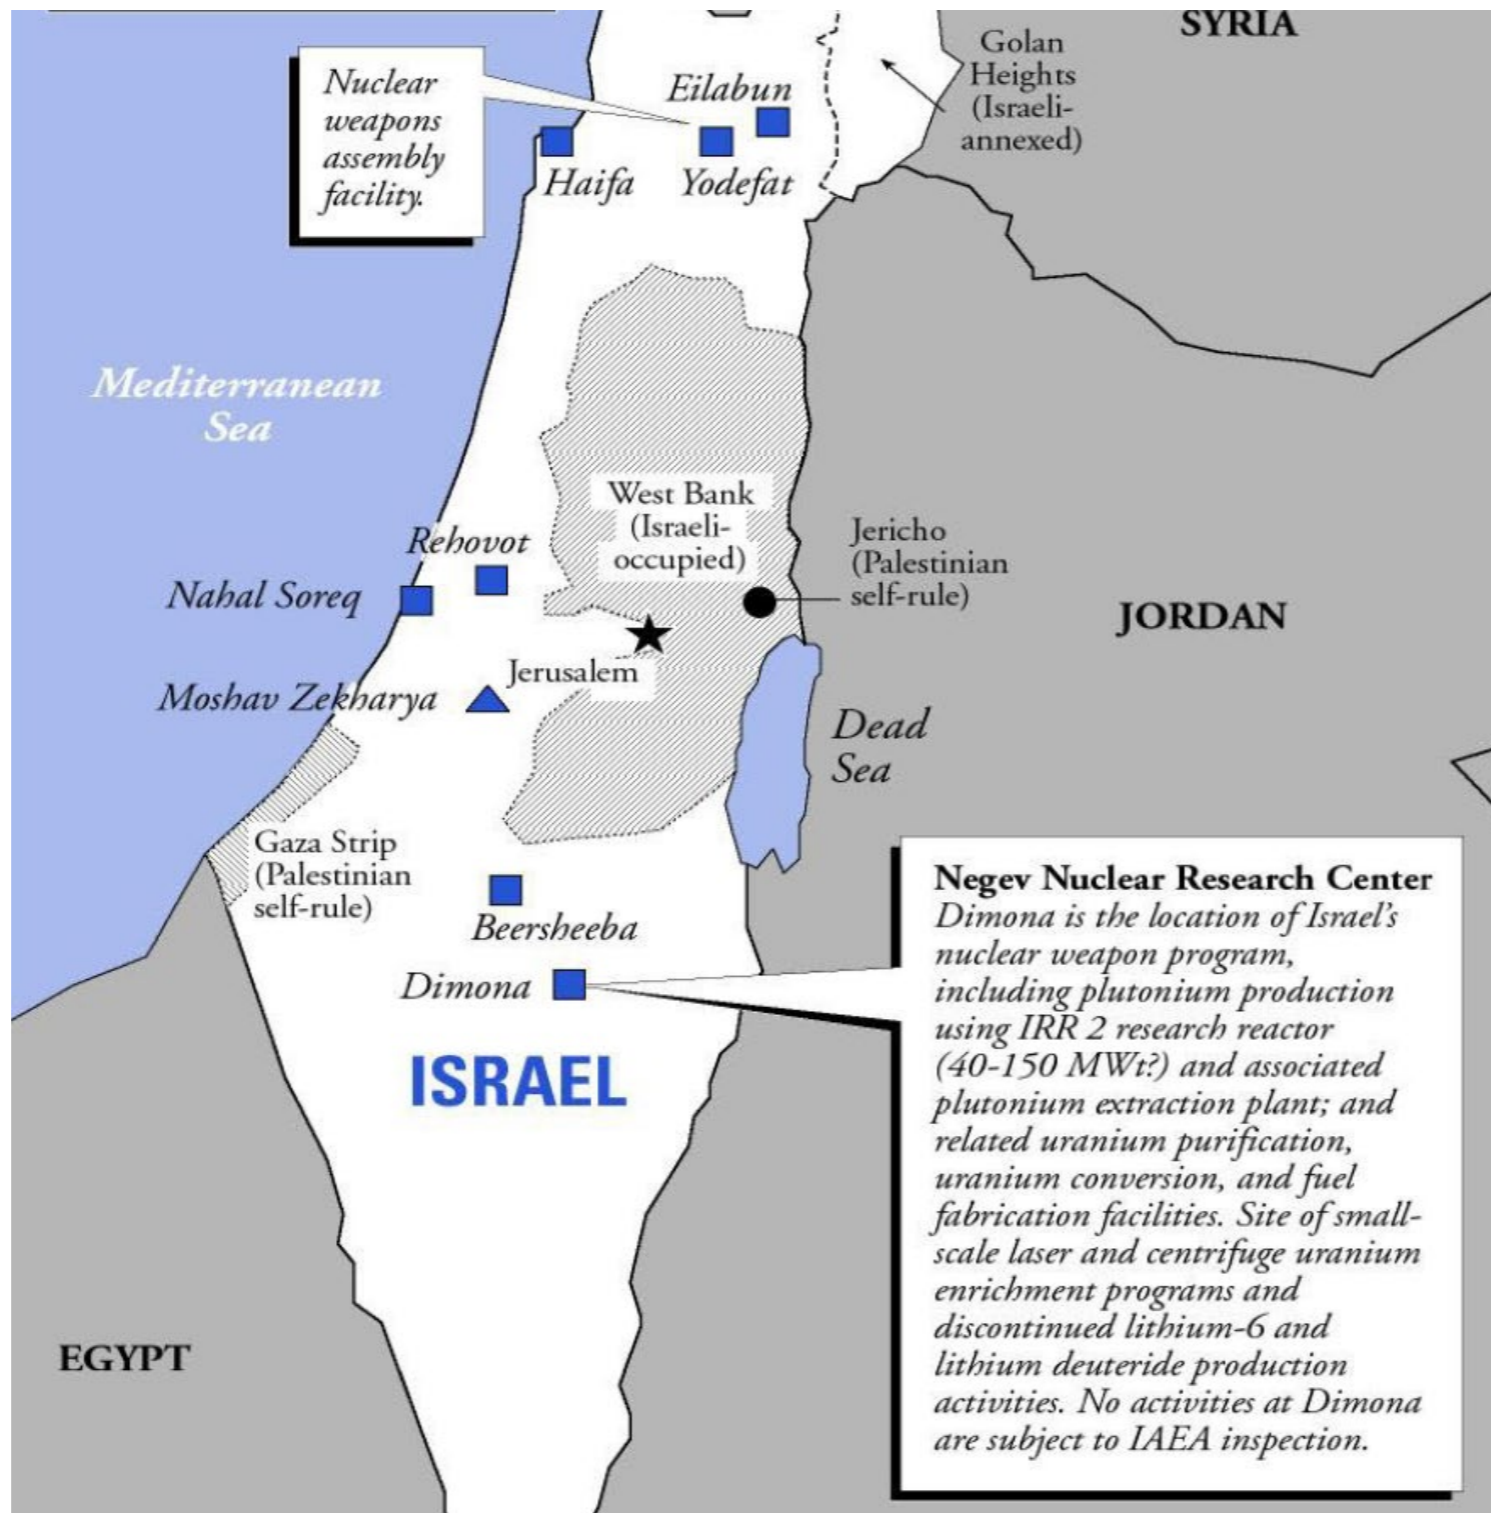 SYRIA
Golan
Heights
(Israeli-
annexed)
Nuclear
weapons
assembly
facility.
Eilabun
Haifa
Yodefat
Mediterranean
Sea
West Bank
(Israeli-
occupied)
Jericho
(Palestinian
self-rule)
Rehovot
Nahal Soreq
JORDAN
Jerusalem
Moshav Zekharya
Dead
Sea
Gaza Strip
(Palestinian
self-rule)
Beersheeba
Dimona
ISRAEL
EGYPT
Negev Nuclear Research Center
Dimona is the location of Israel's
nuclear weapon program,
including plutonium production
using IRR 2 research reactor
(40-150 MWt?) and associated
plutonium extraction plant; and
related uranium purification,
uranium conversion, and fuel
fabrication facilities. Site of small-
scale laser and centrifuge uranium
enrichment programs and
discontinued lithium-6 and
lithium deuteride production
activities. No activities at Dimona
are subject to IAEA inspection.